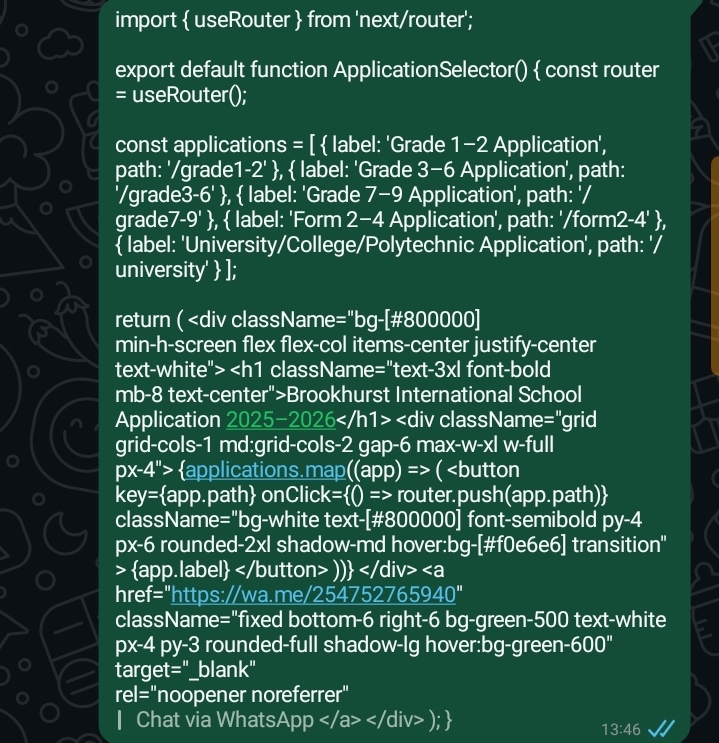 import { useRouter } from 'next/router';
export default function ApplicationSelector() { const router
= useRouter();
const applications = [ { label: 'Grade 1–2 Application',
path: '/grade1-2' }, { label: 'Grade 3–6 Application', path:
'/grade3-6' }, { label: 'Grade 7–9 Application', path: '/
grade7-9' }, { label: 'Form 2–4 Application', path: '/form2-4' },
{ label: 'University/College/Polytechnic Application', path: '/
university' } ];
return ( <div className="bg-[#800000]
min-h-screen flex flex-col items-center justify-center
text-white"> <h1 className="text-3xl font-bold
mb-8 text-center">Brookhurst International School
Application 2025–2026</h1> <div className="grid
grid-cols-1 md:grid-cols-2 gap-6 max-w-xl w-full
px-4"> {applications.map((app) => ( <button
key={app.path} onClick={() => router.push(app.path)}
className="bg-white text-[#800000] font-semibold py-4
px-6 rounded-2xl shadow-md hover:bg-[#f0e6e6] transition"
> {app.label} </button> ))} </div> <a
href="https://wa.me/254752765940"
className="fixed bottom-6 right-6 bg-green-500 text-white
px-4 py-3 rounded-full shadow-lg hover:bg-green-600"
target="_blank"
rel="noopener noreferrer"
| Chat via WhatsApp </a> </div> ); }
13:46